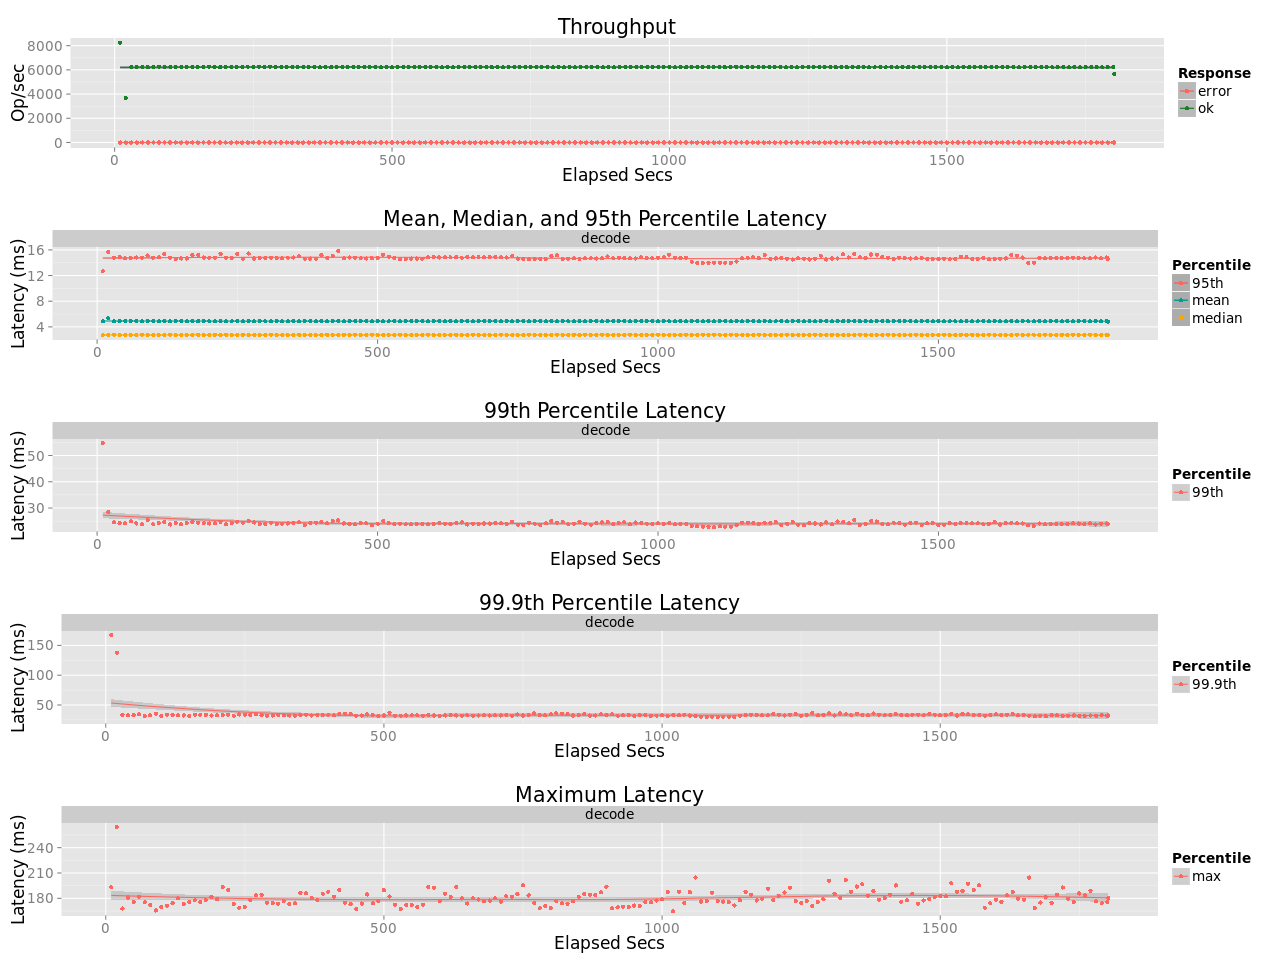 Throughput
8000
6000
4000
2000
0
Op/sec
0 500 1000 1500
Elapsed Secs
Response
error
ok
Mean, Median, and 95th Percentile Latency
decode
16
12
8
4
Latency (ms)
0 500 1000 1500
Elapsed Secs
Percentile
95th
mean
median
99th Percentile Latency
decode
50
40
30
Latency (ms)
0 500 1000 1500
Elapsed Secs
Percentile
99th
99.9th Percentile Latency
decode
150
100
50
Latency (ms)
0 500 1000 1500
Elapsed Secs
Percentile
99.9th
Maximum Latency
decode
240
210
180
Latency (ms)
0 500 1000 1500
Elapsed Secs
Percentile
max